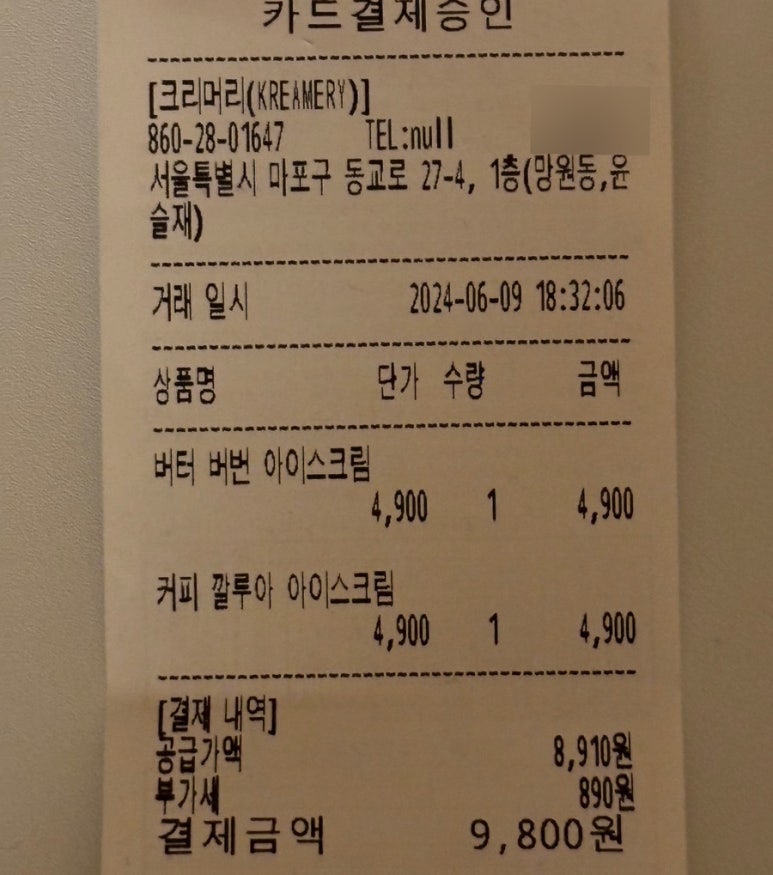 카드결제승인
[크리머리(KREAMERY)]
860-28-01647 TEL:null
서울특별시 마포구 동교로 27-4, 1층(망원동,윤
슬재)
거래 일시 2024-06-09 18:32:06
상품명 단가 수량 금액
버터 버번 아이스크림
4,900 1 4,900
커피 깔루아 아이스크림
4,900 1 4,900
[결제 내역]
공급가액 8,910원
부가세 890원
결제금액 9,800원